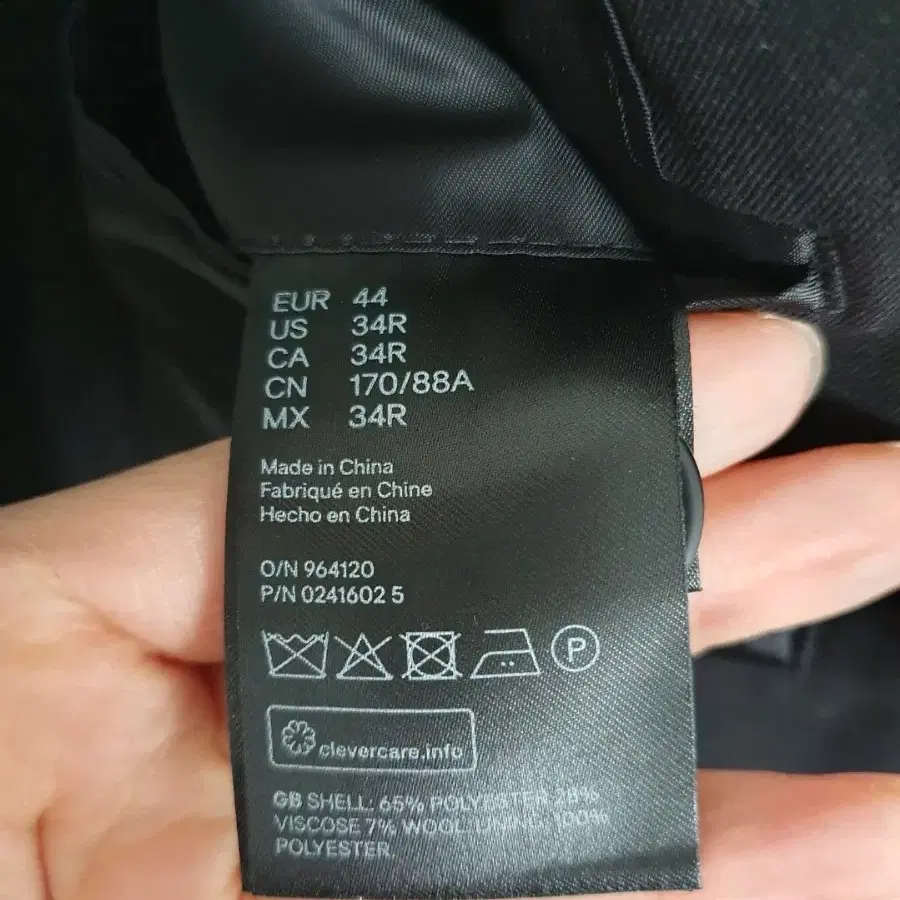 EUR 44
US 34R
CA 34R
CN 170/88A
MX 34R
Made in China
Fabriqué en Chine
Hecho en China
O/N 964120
P/N 0241602 5
P
clevercare.info
GB SHELL: 65% POLYESTER 28%
VISCOSE 7% WOOL. LINING: 100%
POLYESTER.